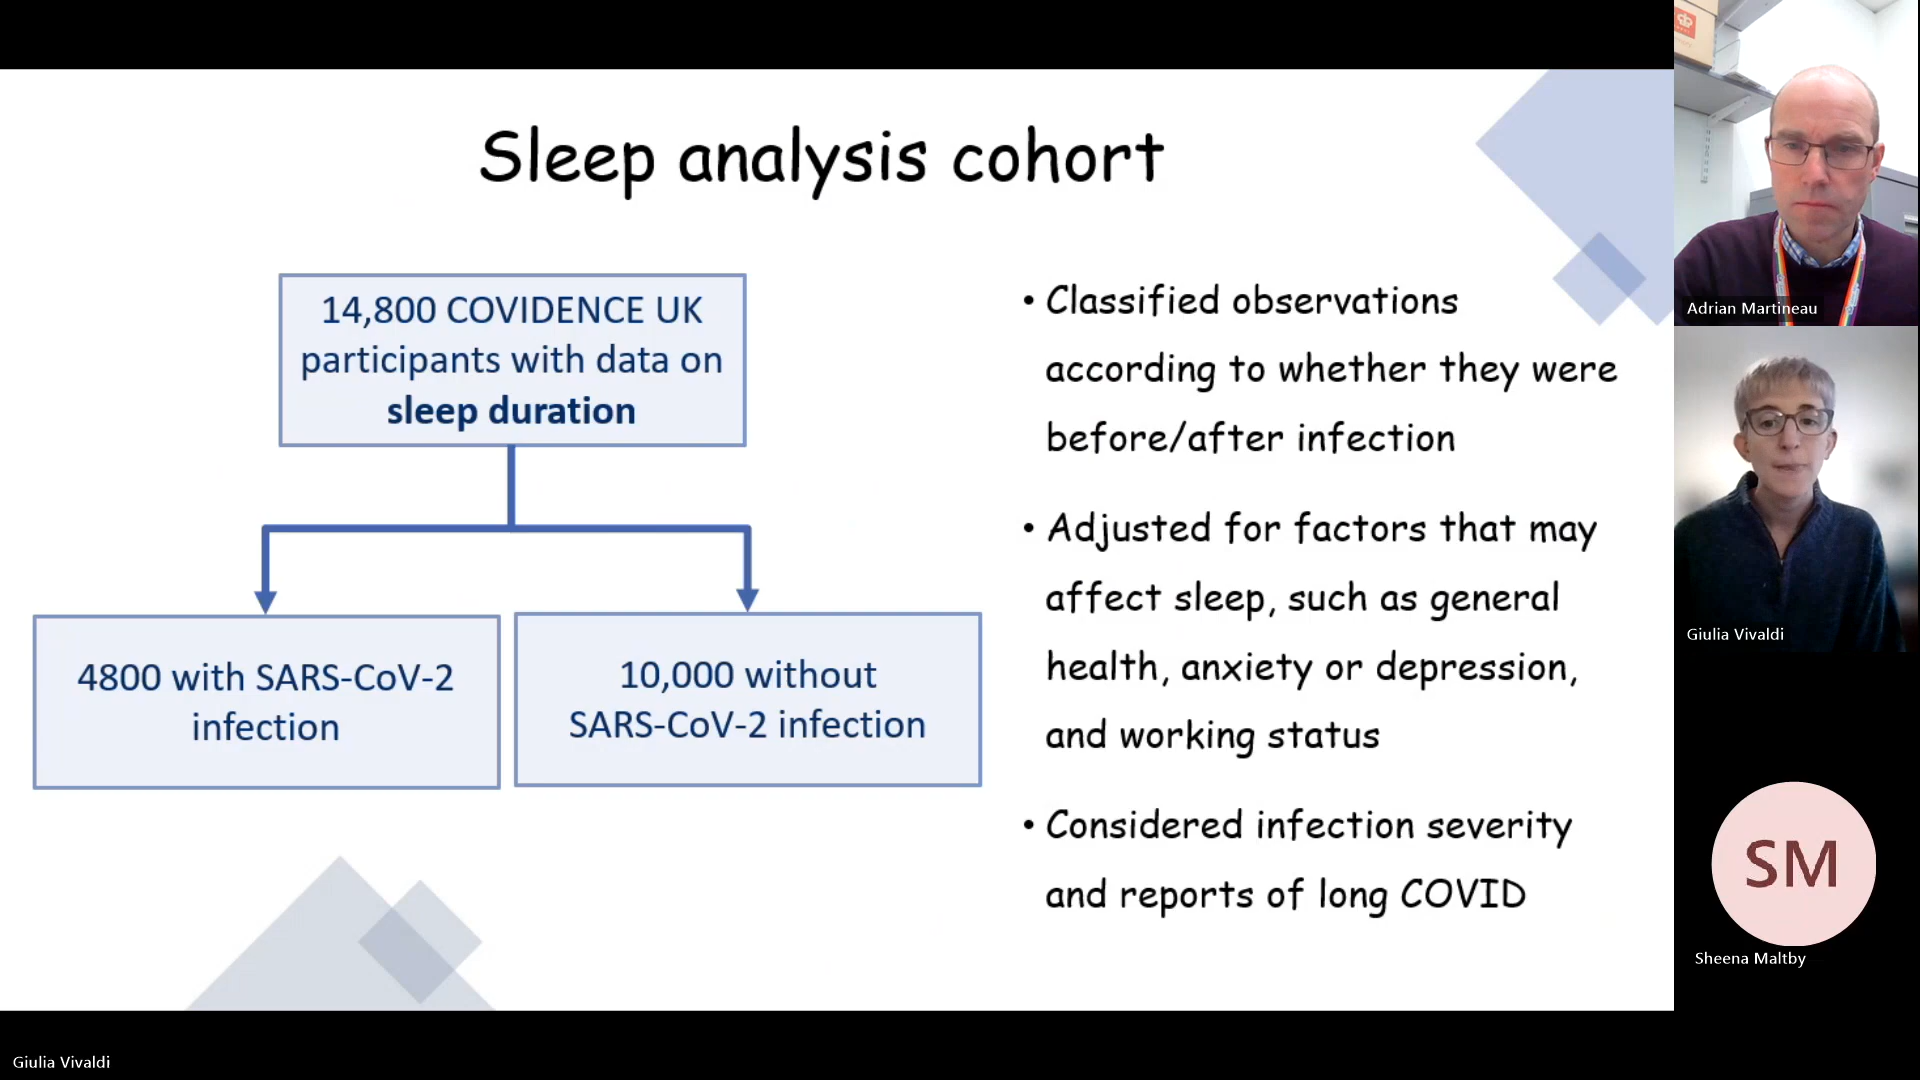 Sleep analysis cohort
14,800 COVIDENCE UK
participants with data on
sleep duration
4800 with SARS-CoV-2
infection
10,000 without
SARS-CoV-2 infection
• Classified observations
according to whether they were
before/after infection
• Adjusted for factors that may
affect sleep, such as general
health, anxiety or depression,
and working status
• Considered infection severity
and reports of long COVID
Adrian Martineau
Giulia Vivaldi
SM
Sheena Maltby
Giulia Vivaldi